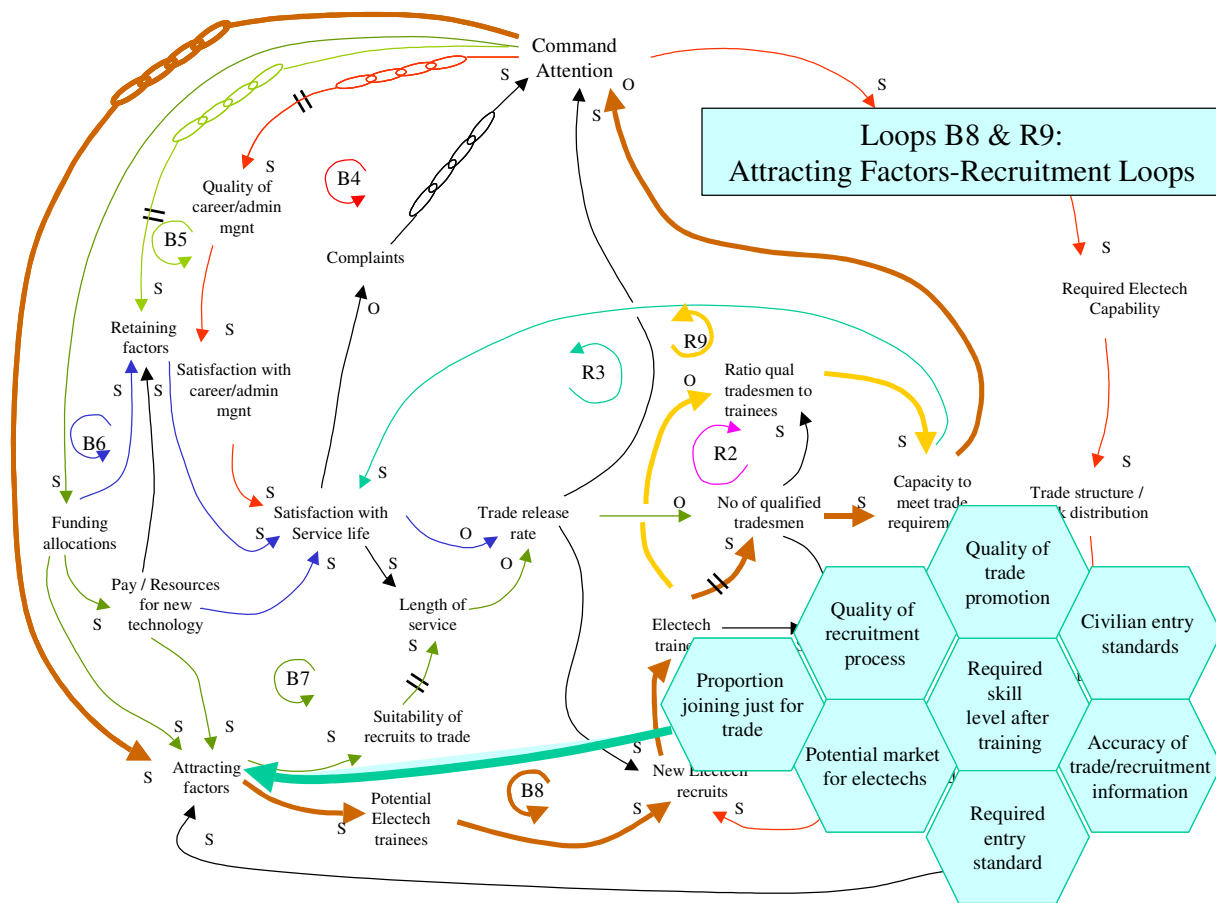 Command
Attention
S
O
S
S
Loops B8 & R9:
Attracting Factors-Recruitment Loops
S
Quality of
career/admin
mgnt
S
B4
B5
Complaints
O
S
Required Electech
Capability
S
S
Retaining
factors
S
S
S
Satisfaction with
career/admin
mgnt
R9
R3
O
Ratio qual
tradesmen to
trainees
S
S
B6
R2
S
S
S
S
Funding
allocations
Satisfaction with
Service life
S
S
Trade release
rate
O
O
O
No of qualified
tradesmen
S
S
Capacity to
meet trade
Trade structure /
distribution
Pay / Resources
for new
technology
S
S
Length of
service
S
Electech
Quality of
trade
promotion
Quality of
recruitment
process
Civilian entry
standards
Proportion
joining just for
trade
Required
skill
level after
training
Potential market
for electechs
Accuracy of
trade/recruitment
information
Required
entry
standard
B7
Suitability of
recruits to trade
S
S
S
S
Attracting
factors
S
S
Potential
Electech
trainees
S
B8
S
New Electech
recruits
S
S